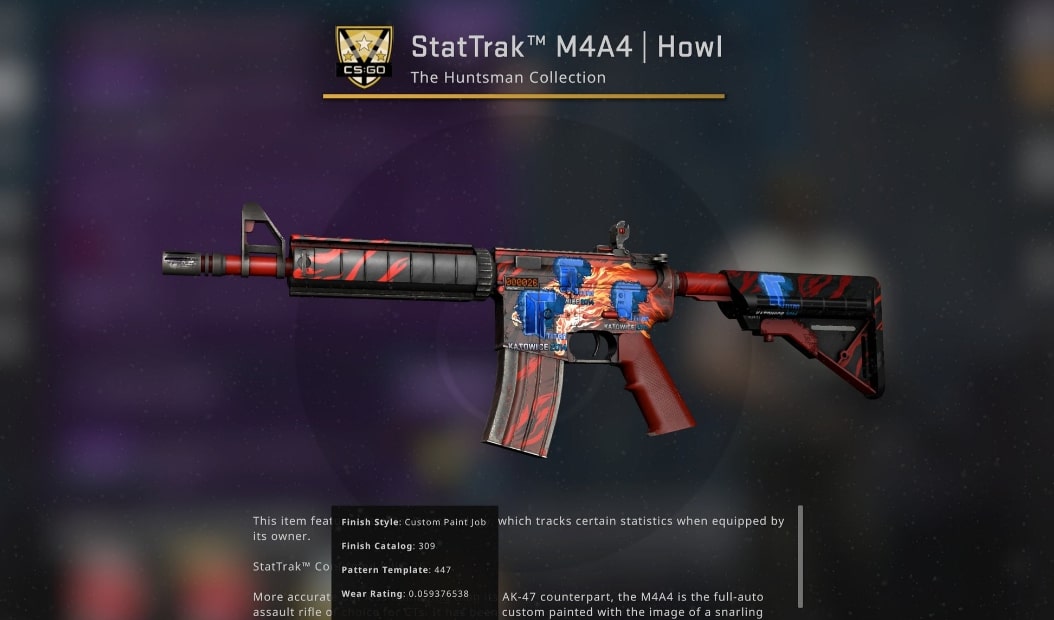 CS:GO
StatTrak™ M4A4 | Howl
The Huntsman Collection
000026
KATOWICE
KATOWICE
This item feat
which tracks certain statistics when equipped by
its owner.
StatTrak™ Co
More accurat
AK-47 counterpart, the M4A4 is the full-auto
assault rifle o
custom painted with the image of a snarling
Finish Style: Custom Paint Job
Finish Catalog: 309
Pattern Template: 447
Wear Rating: 0.059376538